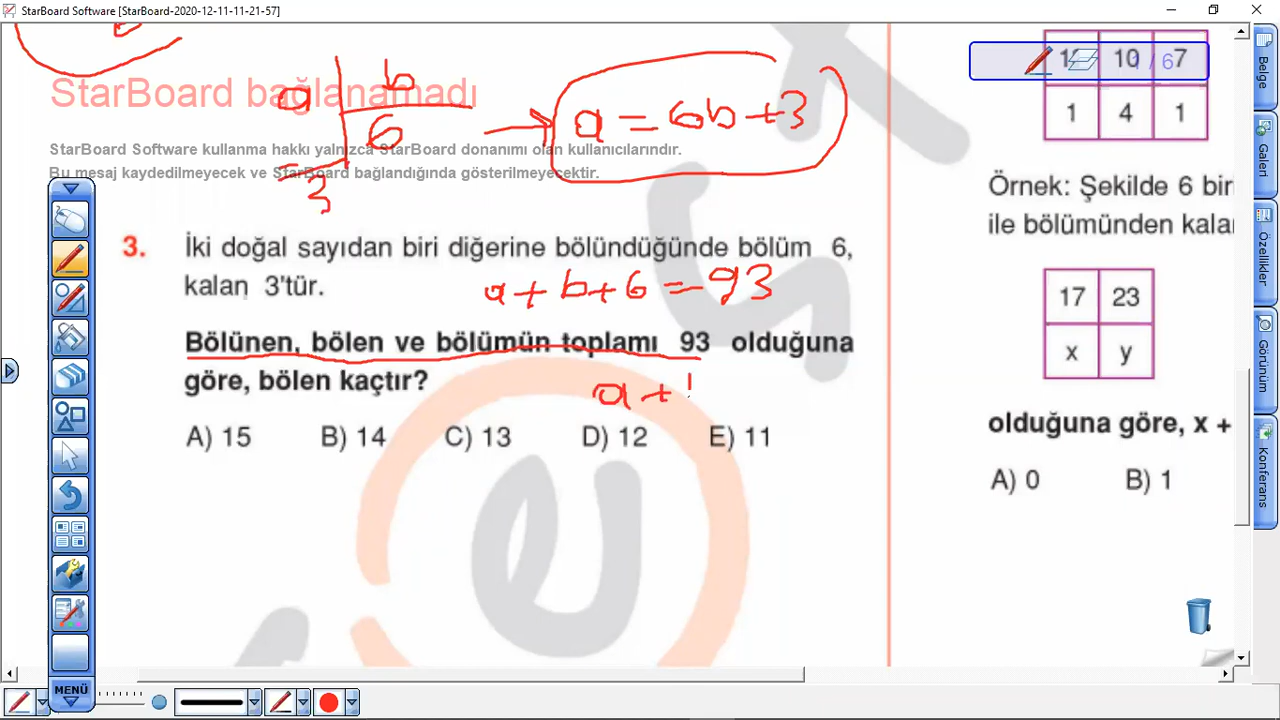 StarBoard Software [StarBoard-2020-12-11-11-21-57]
StarBoard bağlanamadı
a
b
6
3
a = 6b + 3
StarBoard Software kullanma hakkı yalnızca StarBoard donanımı olan kullanıcılarındır.
Bu mesaj kaydedilmeyecek ve StarBoard bağlandığında gösterilmeyecektir.
3. İki doğal sayıdan biri diğerine bölündüğünde bölüm 6,
kalan 3'tür.
a + b + 6 = 93
Bölünen, bölen ve bölümün toplamı 93 olduğuna
göre, bölen kaçtır?
a +
A) 15 B) 14 C) 13 D) 12 E) 11
10 7
1 4 1
/ 6
Örnek: Şekilde 6 bir
ile bölümünden kala
17 23
x y
olduğuna göre, x +
A) 0 B) 1
Belge
Galeri
Özellikler
Görünüm
Konferans
MENÜ